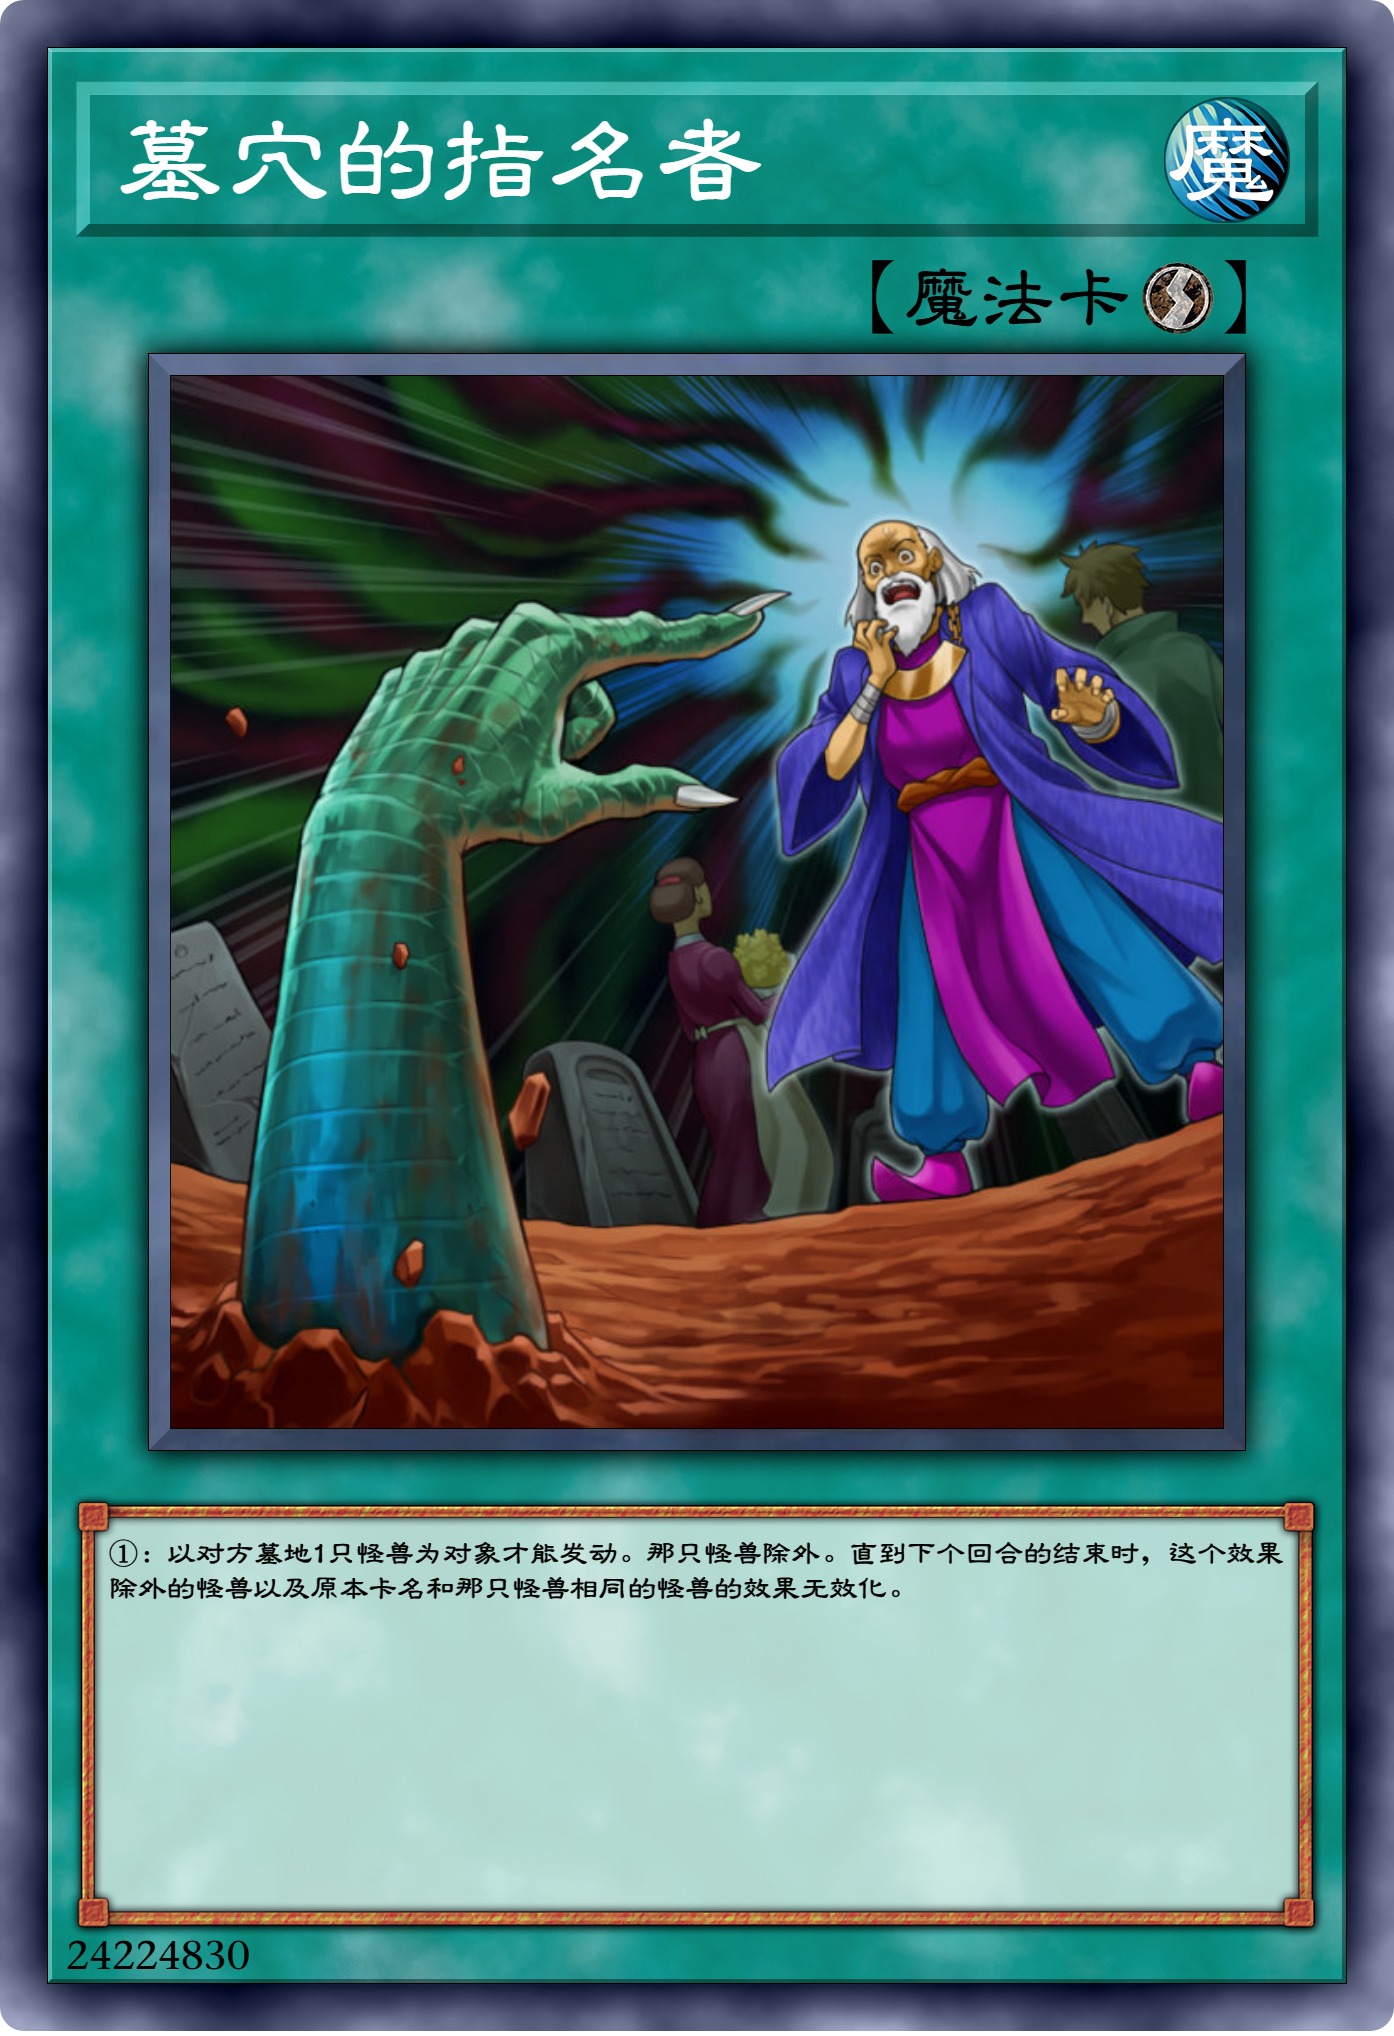 墓穴的指名者
魔
【魔法卡】
①：以对方墓地1只怪兽为对象才能发动。那只怪兽除外。直到下个回合的结束时，这个效果
除外的怪兽以及原本卡名和那只怪兽相同的怪兽的效果无效化。
24224830